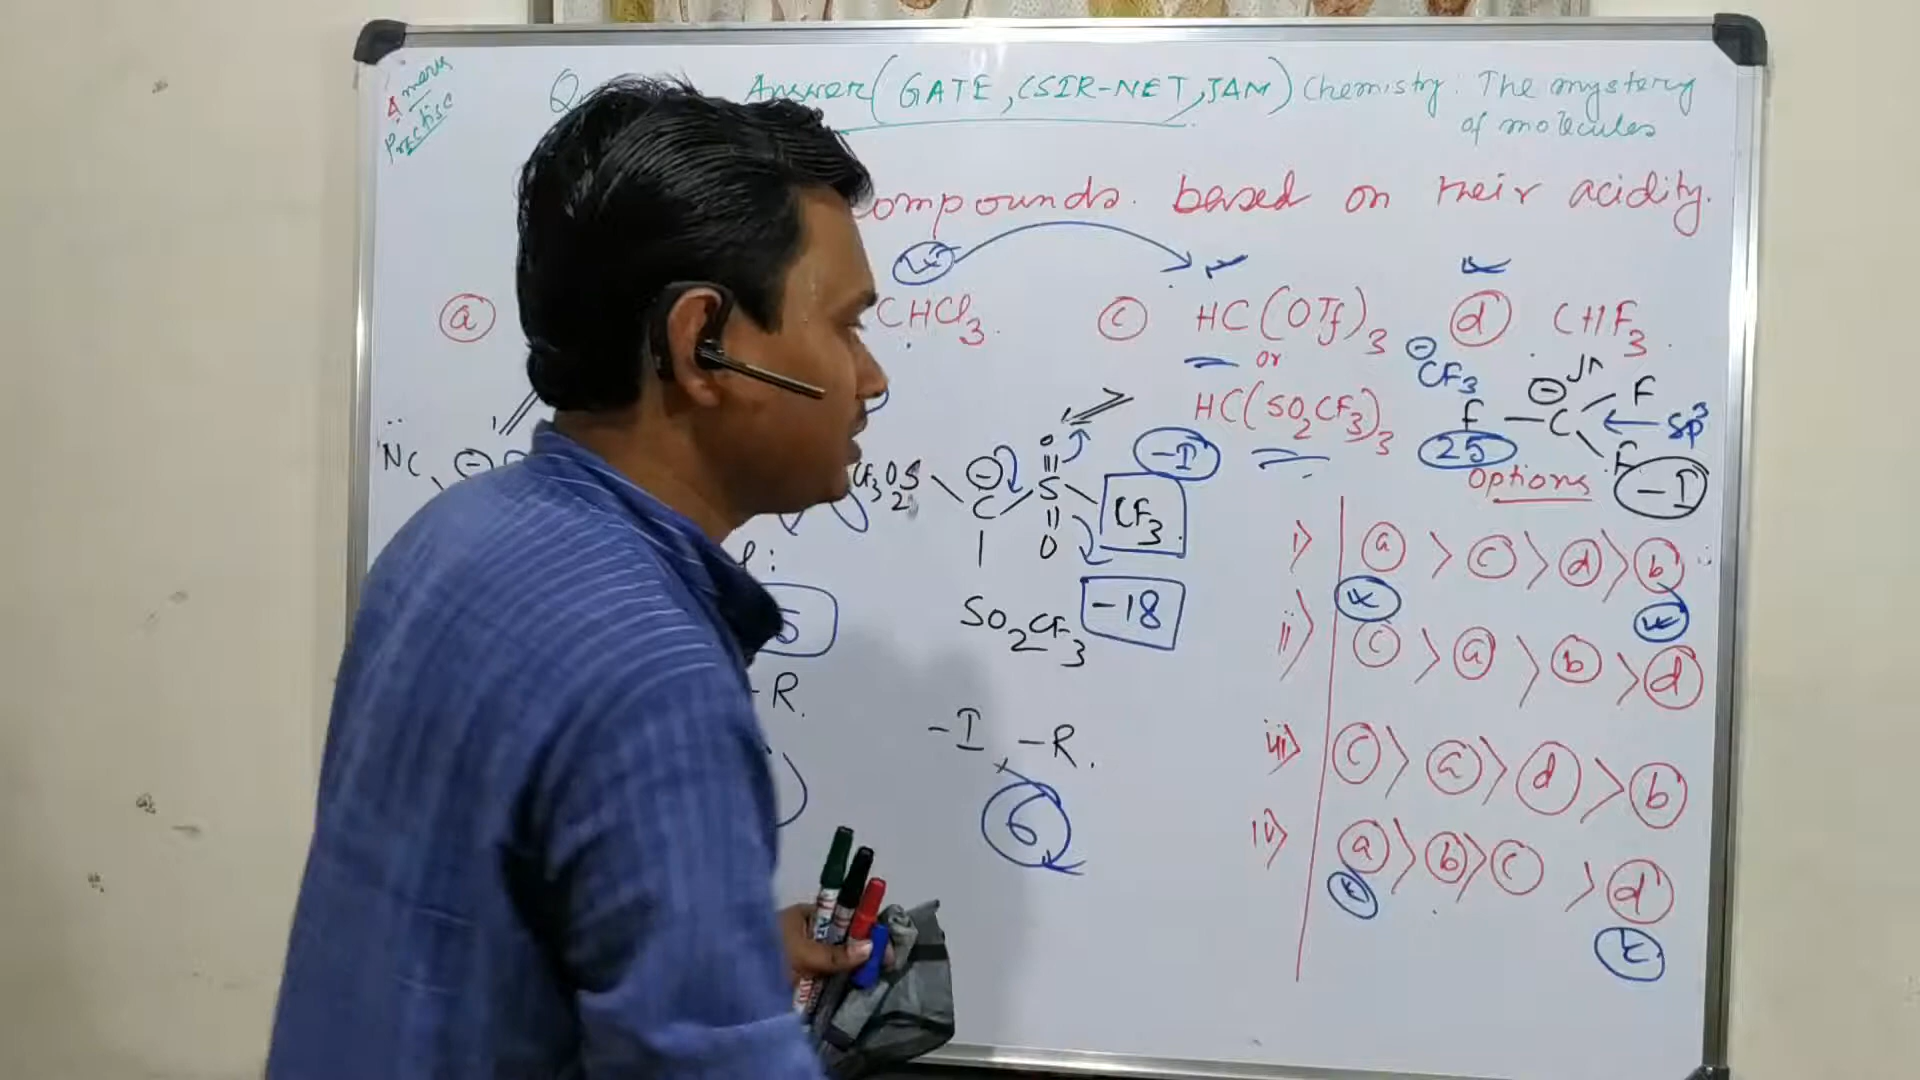 4 mark
Practise
Answer (GATE, CSIR-NET, JAM) Chemistry: The mystery
of molecules
compounds. based on their acidity.
ⓐ CHCl3. ⓒ HC(OTf)3 ⓓ CHF3.
or
HC(SO2CF3)3
⊖CF3
F — C
F
F
sp3
25
-I
NC ⊖
CF3O2S
⊖
C
S
O
O
CF3
-I
-18
SO2CF3
-R.
-I, -R.
6
Options
i) ⓐ > ⓒ > ⓓ > ⓑ
ii) ⓒ > ⓐ > ⓑ > ⓓ
iii) ⓒ > ⓐ > ⓓ > ⓑ
iv) ⓐ > ⓑ > ⓒ > ⓓ